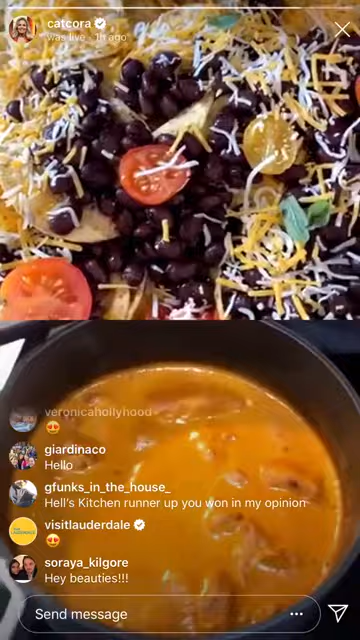 catcora
was live · 1h ago
veronicahollyhood
giardinaco
Hello
gfunks_in_the_house_
Hell's Kitchen runner up you won in my opinion
visitlauderdale
soraya_kilgore
Hey beauties!!!
Send message